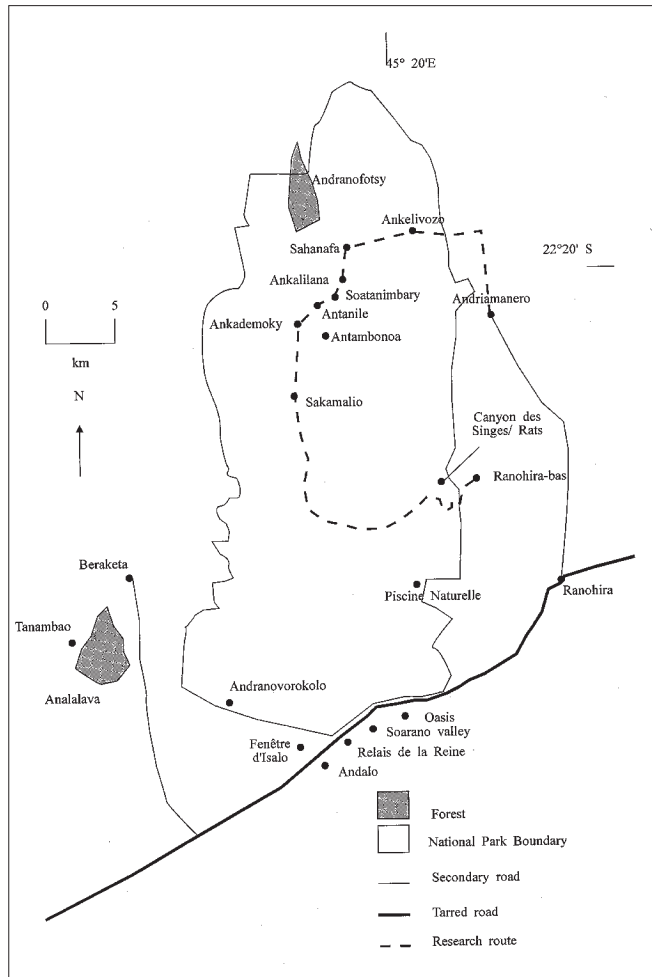 45° 20'E
Andranofotsy
Ankelivozo
Sahanafa
22°20' S
Ankalilana
0 5
Soatanimbary
Andriamanero
Antanile
Ankademoky
Antambonoa
km
N
Sakamalio
Canyon des
Singes/ Rats
Ranohira-bas
Beraketa
Piscine Naturelle
Ranohira
Tanambao
Andranovorokolo
Analalava
Oasis
Soarano valley
Fenêtre
d'Isalo
Relais de la Reine
Andalo
Forest
National Park Boundary
Secondary road
Tarred road
Research route